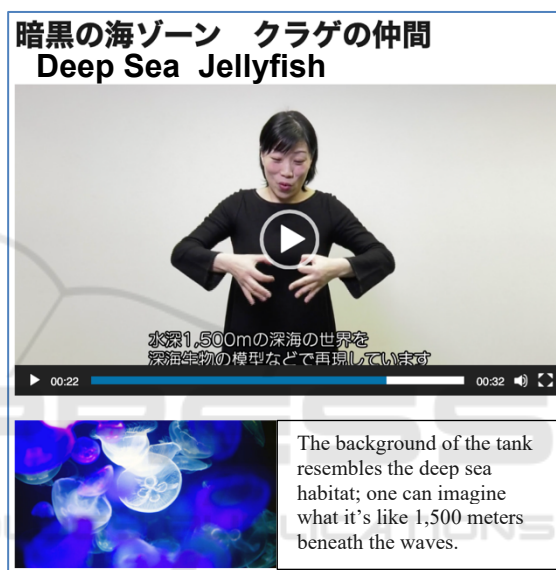 暗黒の海ゾーン　クラゲの仲間
Deep Sea Jellyfish
水深1,500mの深海の世界を
深海生物の模型などで再現しています
00:22
00:32
The background of the tank
resembles the deep sea
habitat; one can imagine
what it's like 1,500 meters
beneath the waves.